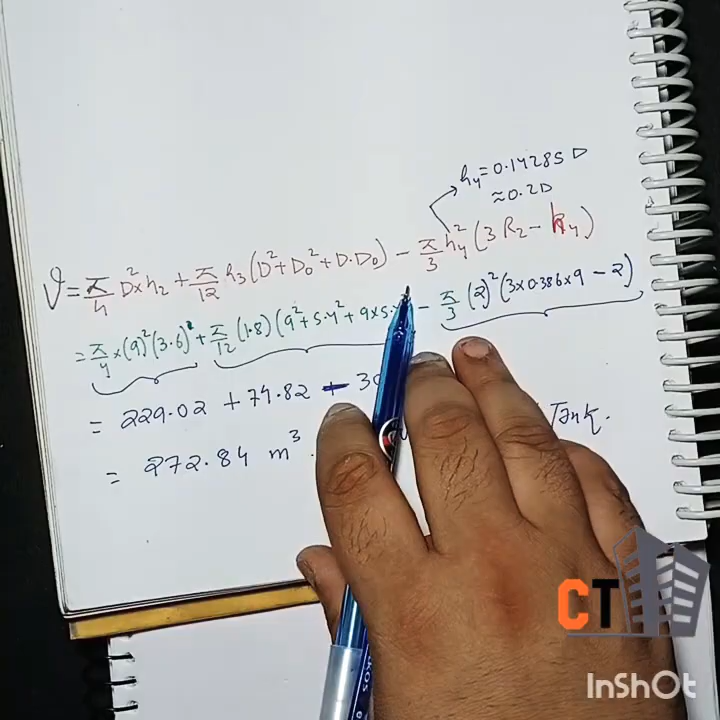 h₄ = 0.14285 D
≈ 0.2D
V = π/4 D² x h₂ + π/12 h₃ (D² + D₀² + D.D₀) - π/3 h₄² (3 R₂ - h₄)
= π/4 x (9)² (3.6) + π/12 (1.8) (9² + 5.4² + 9 x 5. - π/3 (2)² (3 x 0.386 x 9 - 2)
= 229.02 + 74.82 - 30 Tank.
= 272.84 m³.
CT
InShOt